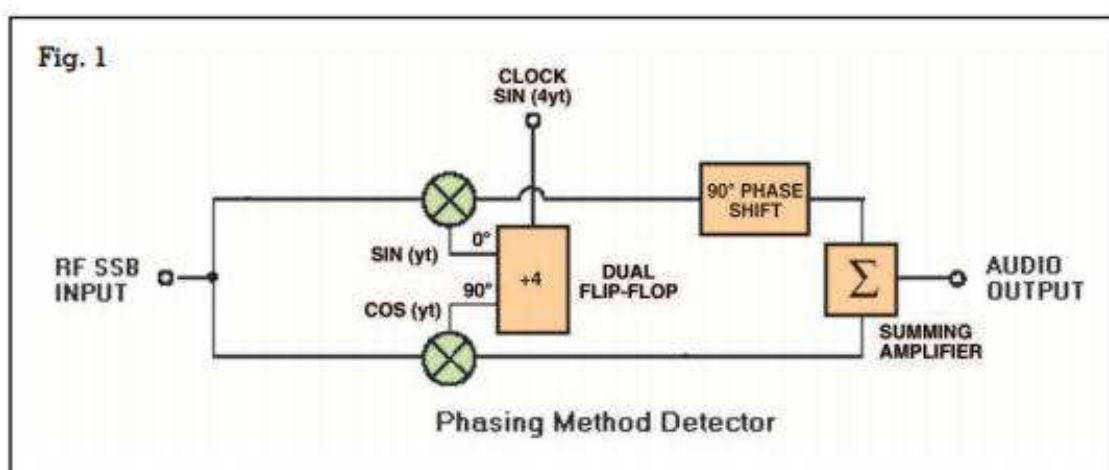 Fig. 1
CLOCK
SIN (4yt)
90° PHASE
SHIFT
0°
SIN (yt)
RF SSB
INPUT
+4
DUAL
FLIP-FLOP
90°
COS (yt)
Σ
AUDIO
OUTPUT
SUMMING
AMPLIFIER
Phasing Method Detector